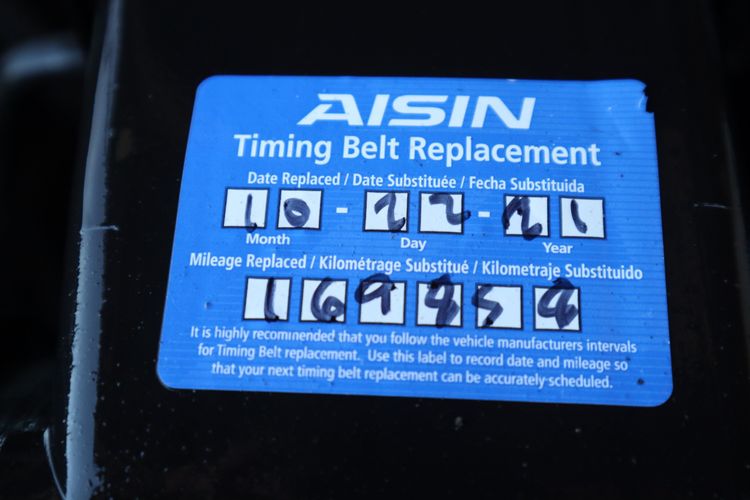 AISIN
Timing Belt Replacement
Date Replaced / Date Substituée / Fecha Substituida
10 - 22 - 21
Month Day Year
Mileage Replaced / Kilométrage Substitué / Kilometraje Substituido
It is highly recommended that you follow the vehicle manufacturers intervals
for Timing Belt replacement. Use this label to record date and mileage so
that your next timing belt replacement can be accurately scheduled.